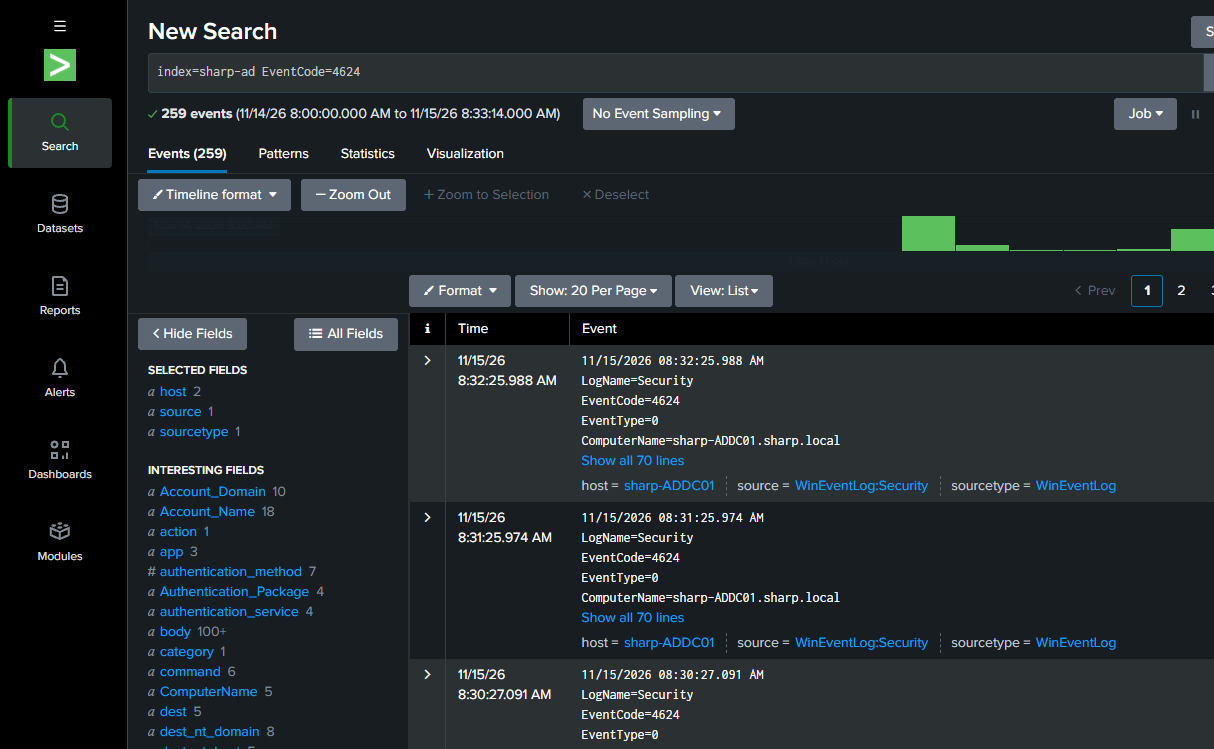 New Search
S
index=sharp-ad EventCode=4624
259 events (11/14/26 8:00:00.000 AM to 11/15/26 8:33:14.000 AM)
No Event Sampling
Job
Search
Events (259)
Patterns
Statistics
Visualization
Timeline format
Zoom Out
+ Zoom to Selection
× Deselect
Datasets
Format
Show: 20 Per Page
View: List
< Prev
1
2
Reports
< Hide Fields
All Fields
i
Time
Event
SELECTED FIELDS
a host 2
a source 1
a sourcetype 1
INTERESTING FIELDS
a Account_Domain 10
a Account_Name 18
a action 1
a app 3
# authentication_method 7
a Authentication_Package 4
a authentication_service 4
a body 100+
a category 1
a command 6
a ComputerName 5
a dest 5
a dest_nt_domain 8
Alerts
Dashboards
Modules
11/15/26
8:32:25.988 AM
11/15/2026 08:32:25.988 AM
LogName=Security
EventCode=4624
EventType=0
ComputerName=sharp-ADDC01.sharp.local
Show all 70 lines
host = sharp-ADDC01 source = WinEventLog:Security sourcetype = WinEventLog
11/15/26
8:31:25.974 AM
11/15/2026 08:31:25.974 AM
LogName=Security
EventCode=4624
EventType=0
ComputerName=sharp-ADDC01.sharp.local
Show all 70 lines
host = sharp-ADDC01 source = WinEventLog:Security sourcetype = WinEventLog
11/15/26
8:30:27.091 AM
11/15/2026 08:30:27.091 AM
LogName=Security
EventCode=4624
EventType=0